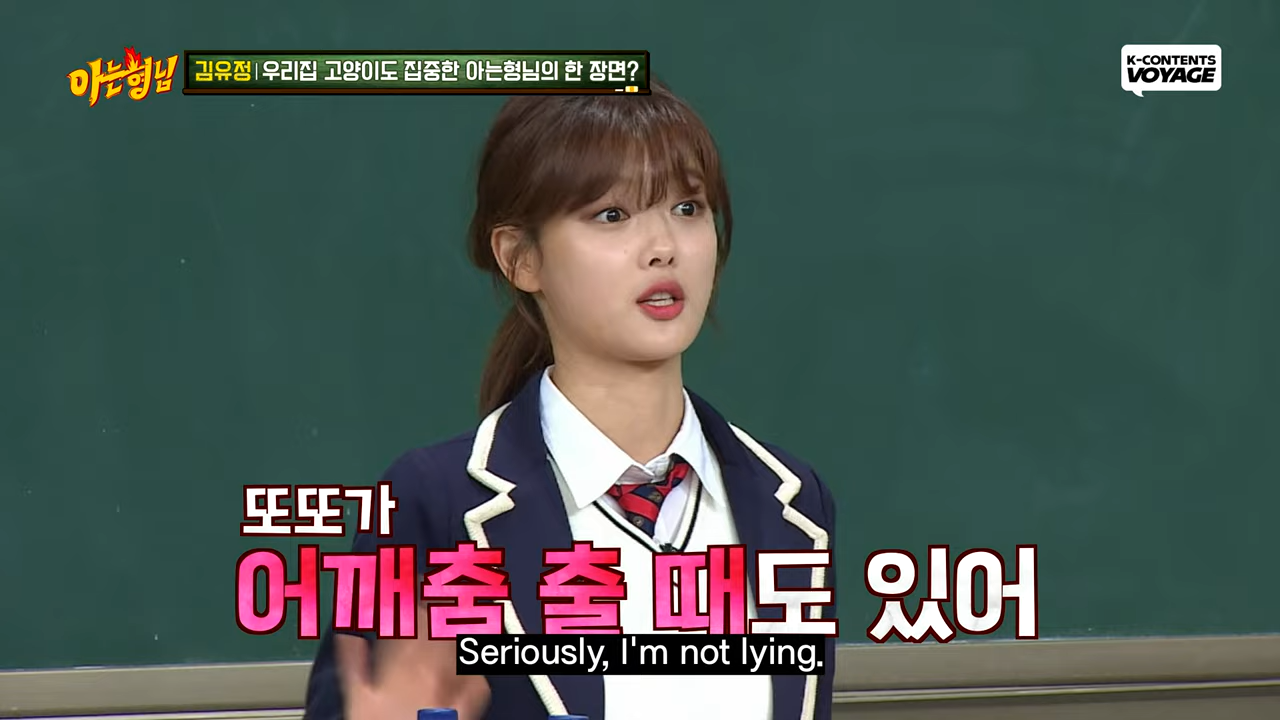 아는형님
김유정 | 우리집 고양이도 집중한 아는형님의 한 장면?
K-CONTENTS
VOYAGE
또또가
어깨춤 출 때도 있어
Seriously, I'm not lying.